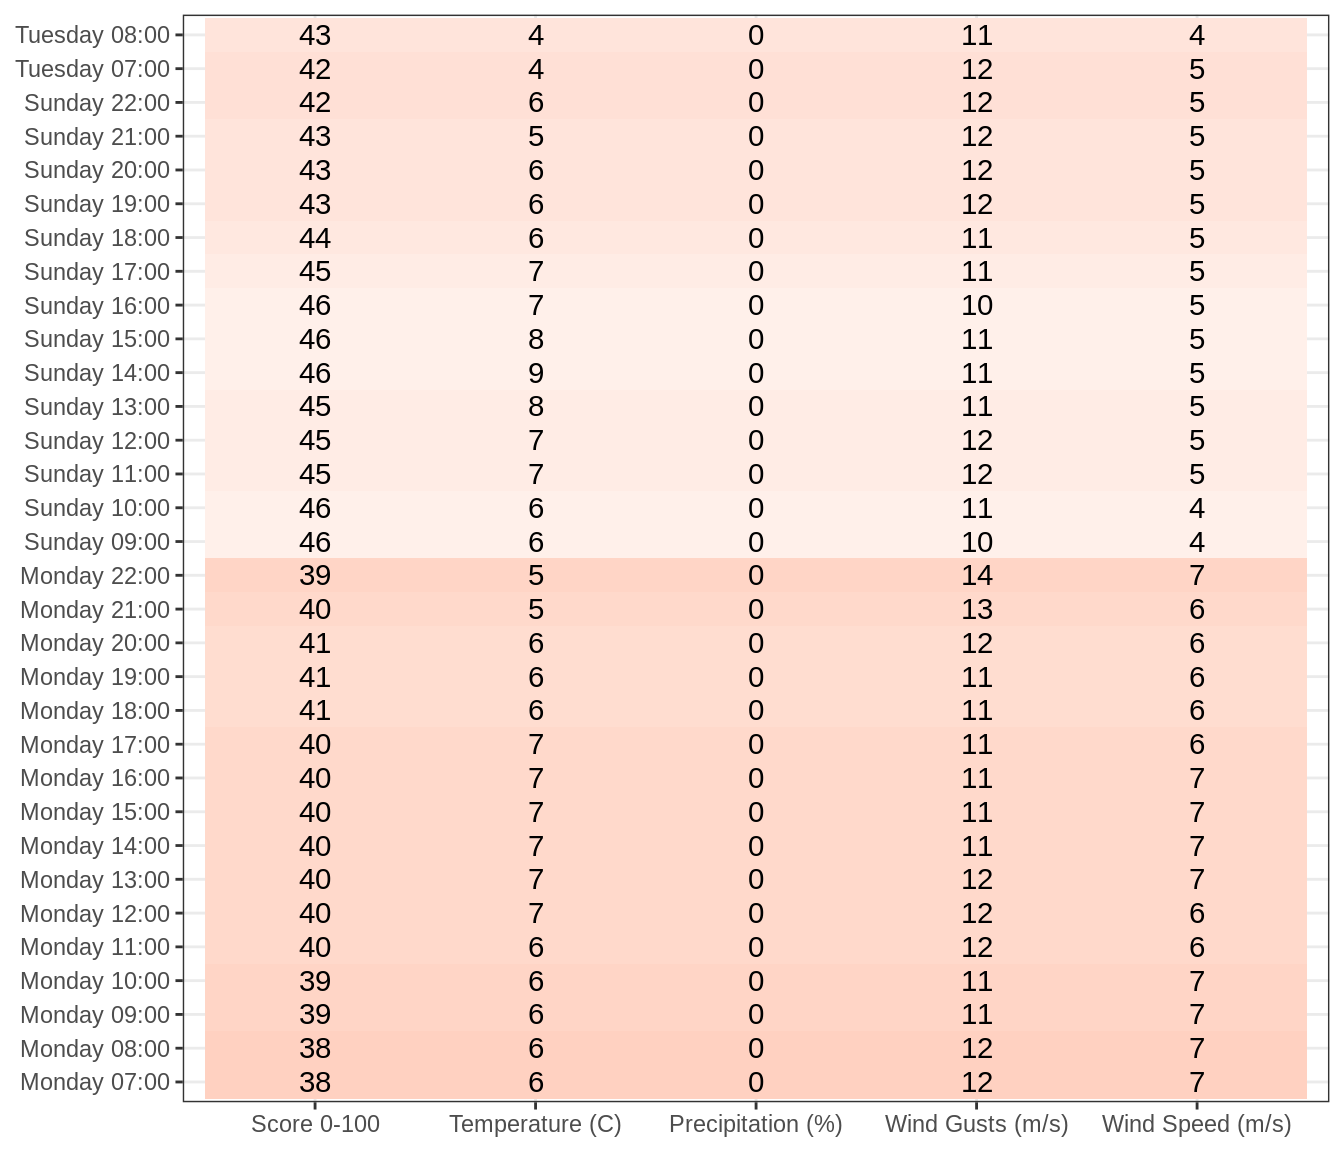 Tuesday 08:00 43 4 0 11 4
Tuesday 07:00 42 4 0 12 5
Sunday 22:00 42 6 0 12 5
Sunday 21:00 43 5 0 12 5
Sunday 20:00 43 6 0 12 5
Sunday 19:00 43 6 0 12 5
Sunday 18:00 44 6 0 11 5
Sunday 17:00 45 7 0 11 5
Sunday 16:00 46 7 0 10 5
Sunday 15:00 46 8 0 11 5
Sunday 14:00 46 9 0 11 5
Sunday 13:00 45 8 0 11 5
Sunday 12:00 45 7 0 12 5
Sunday 11:00 45 7 0 12 5
Sunday 10:00 46 6 0 11 4
Sunday 09:00 46 6 0 10 4
Monday 22:00 39 5 0 14 7
Monday 21:00 40 5 0 13 6
Monday 20:00 41 6 0 12 6
Monday 19:00 41 6 0 11 6
Monday 18:00 41 6 0 11 6
Monday 17:00 40 7 0 11 6
Monday 16:00 40 7 0 11 7
Monday 15:00 40 7 0 11 7
Monday 14:00 40 7 0 11 7
Monday 13:00 40 7 0 12 7
Monday 12:00 40 7 0 12 6
Monday 11:00 40 6 0 12 6
Monday 10:00 39 6 0 11 7
Monday 09:00 39 6 0 11 7
Monday 08:00 38 6 0 12 7
Monday 07:00 38 6 0 12 7
Score 0-100 Temperature (C) Precipitation (%) Wind Gusts (m/s) Wind Speed (m/s)